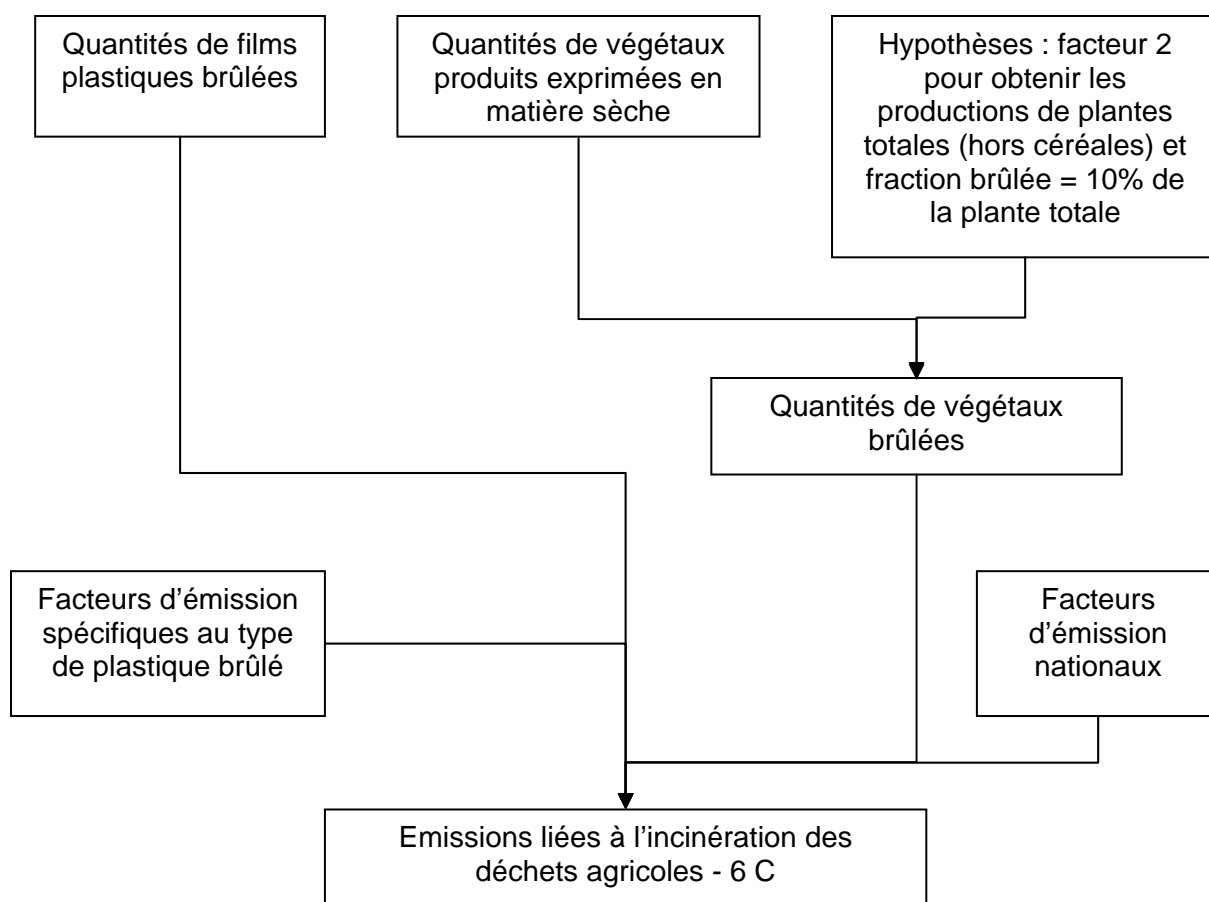 Quantités de films
plastiques brûlées
Quantités de végétaux
produits exprimées en
matière sèche
Hypothèses : facteur 2
pour obtenir les
productions de plantes
totales (hors céréales) et
fraction brûlée = 10% de
la plante totale
Quantités de végétaux
brûlées
Facteurs d’émission
spécifiques au type
de plastique brûlé
Facteurs
d’émission
nationaux
Emissions liées à l’incinération des
déchets agricoles - 6 C